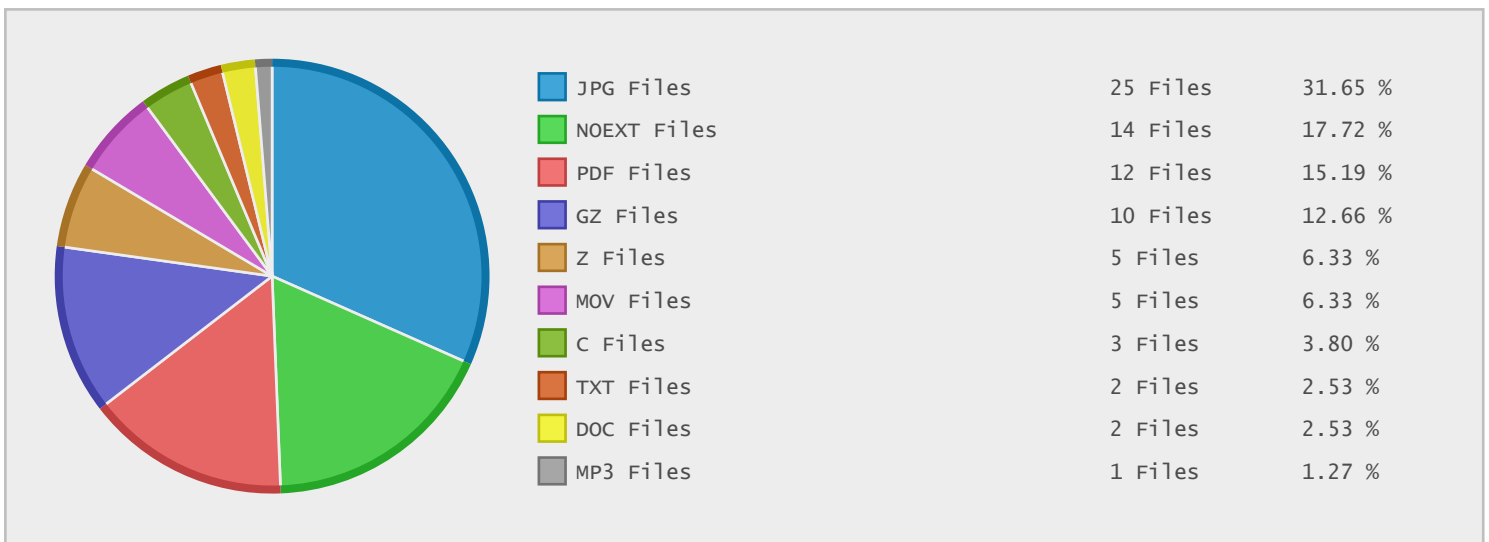 JPG Files 25 Files 31.65 %
NOEXT Files 14 Files 17.72 %
PDF Files 12 Files 15.19 %
GZ Files 10 Files 12.66 %
Z Files 5 Files 6.33 %
MOV Files 5 Files 6.33 %
C Files 3 Files 3.80 %
TXT Files 2 Files 2.53 %
DOC Files 2 Files 2.53 %
MP3 Files 1 Files 1.27 %